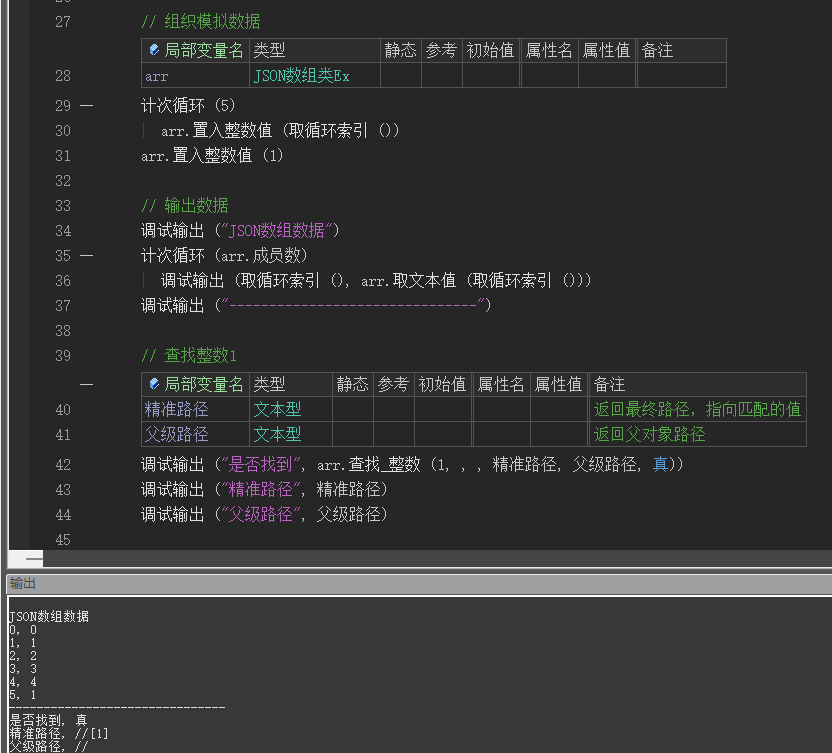 27 // 组织模拟数据
局部变量名 类型 静态 参考 初始值 属性名 属性值 备注
28 arr JSON数组类Ex
29 计次循环 (5)
30 arr.置入整数值 (取循环索引 ())
31 arr.置入整数值 (1)
32
33 // 输出数据
34 调试输出 ("JSON数组数据")
35 计次循环 (arr.成员数)
36 调试输出 (取循环索引 (), arr.取文本值 (取循环索引 ()))
37 调试输出 ("-------------------------------")
38
39 // 查找整数1
局部变量名 类型 静态 参考 初始值 属性名 属性值 备注
40 精准路径 文本型 返回最终路径，指向匹配的值
41 父级路径 文本型 返回父对象路径
42 调试输出 ("是否找到", arr.查找_整数 (1, , , 精准路径, 父级路径, 真))
43 调试输出 ("精准路径", 精准路径)
44 调试输出 ("父级路径", 父级路径)
45
输出
JSON数组数据
0, 0
1, 1
2, 2
3, 3
4, 4
5, 1
-------------------------------
是否找到, 真
精准路径, //[1]
父级路径, //